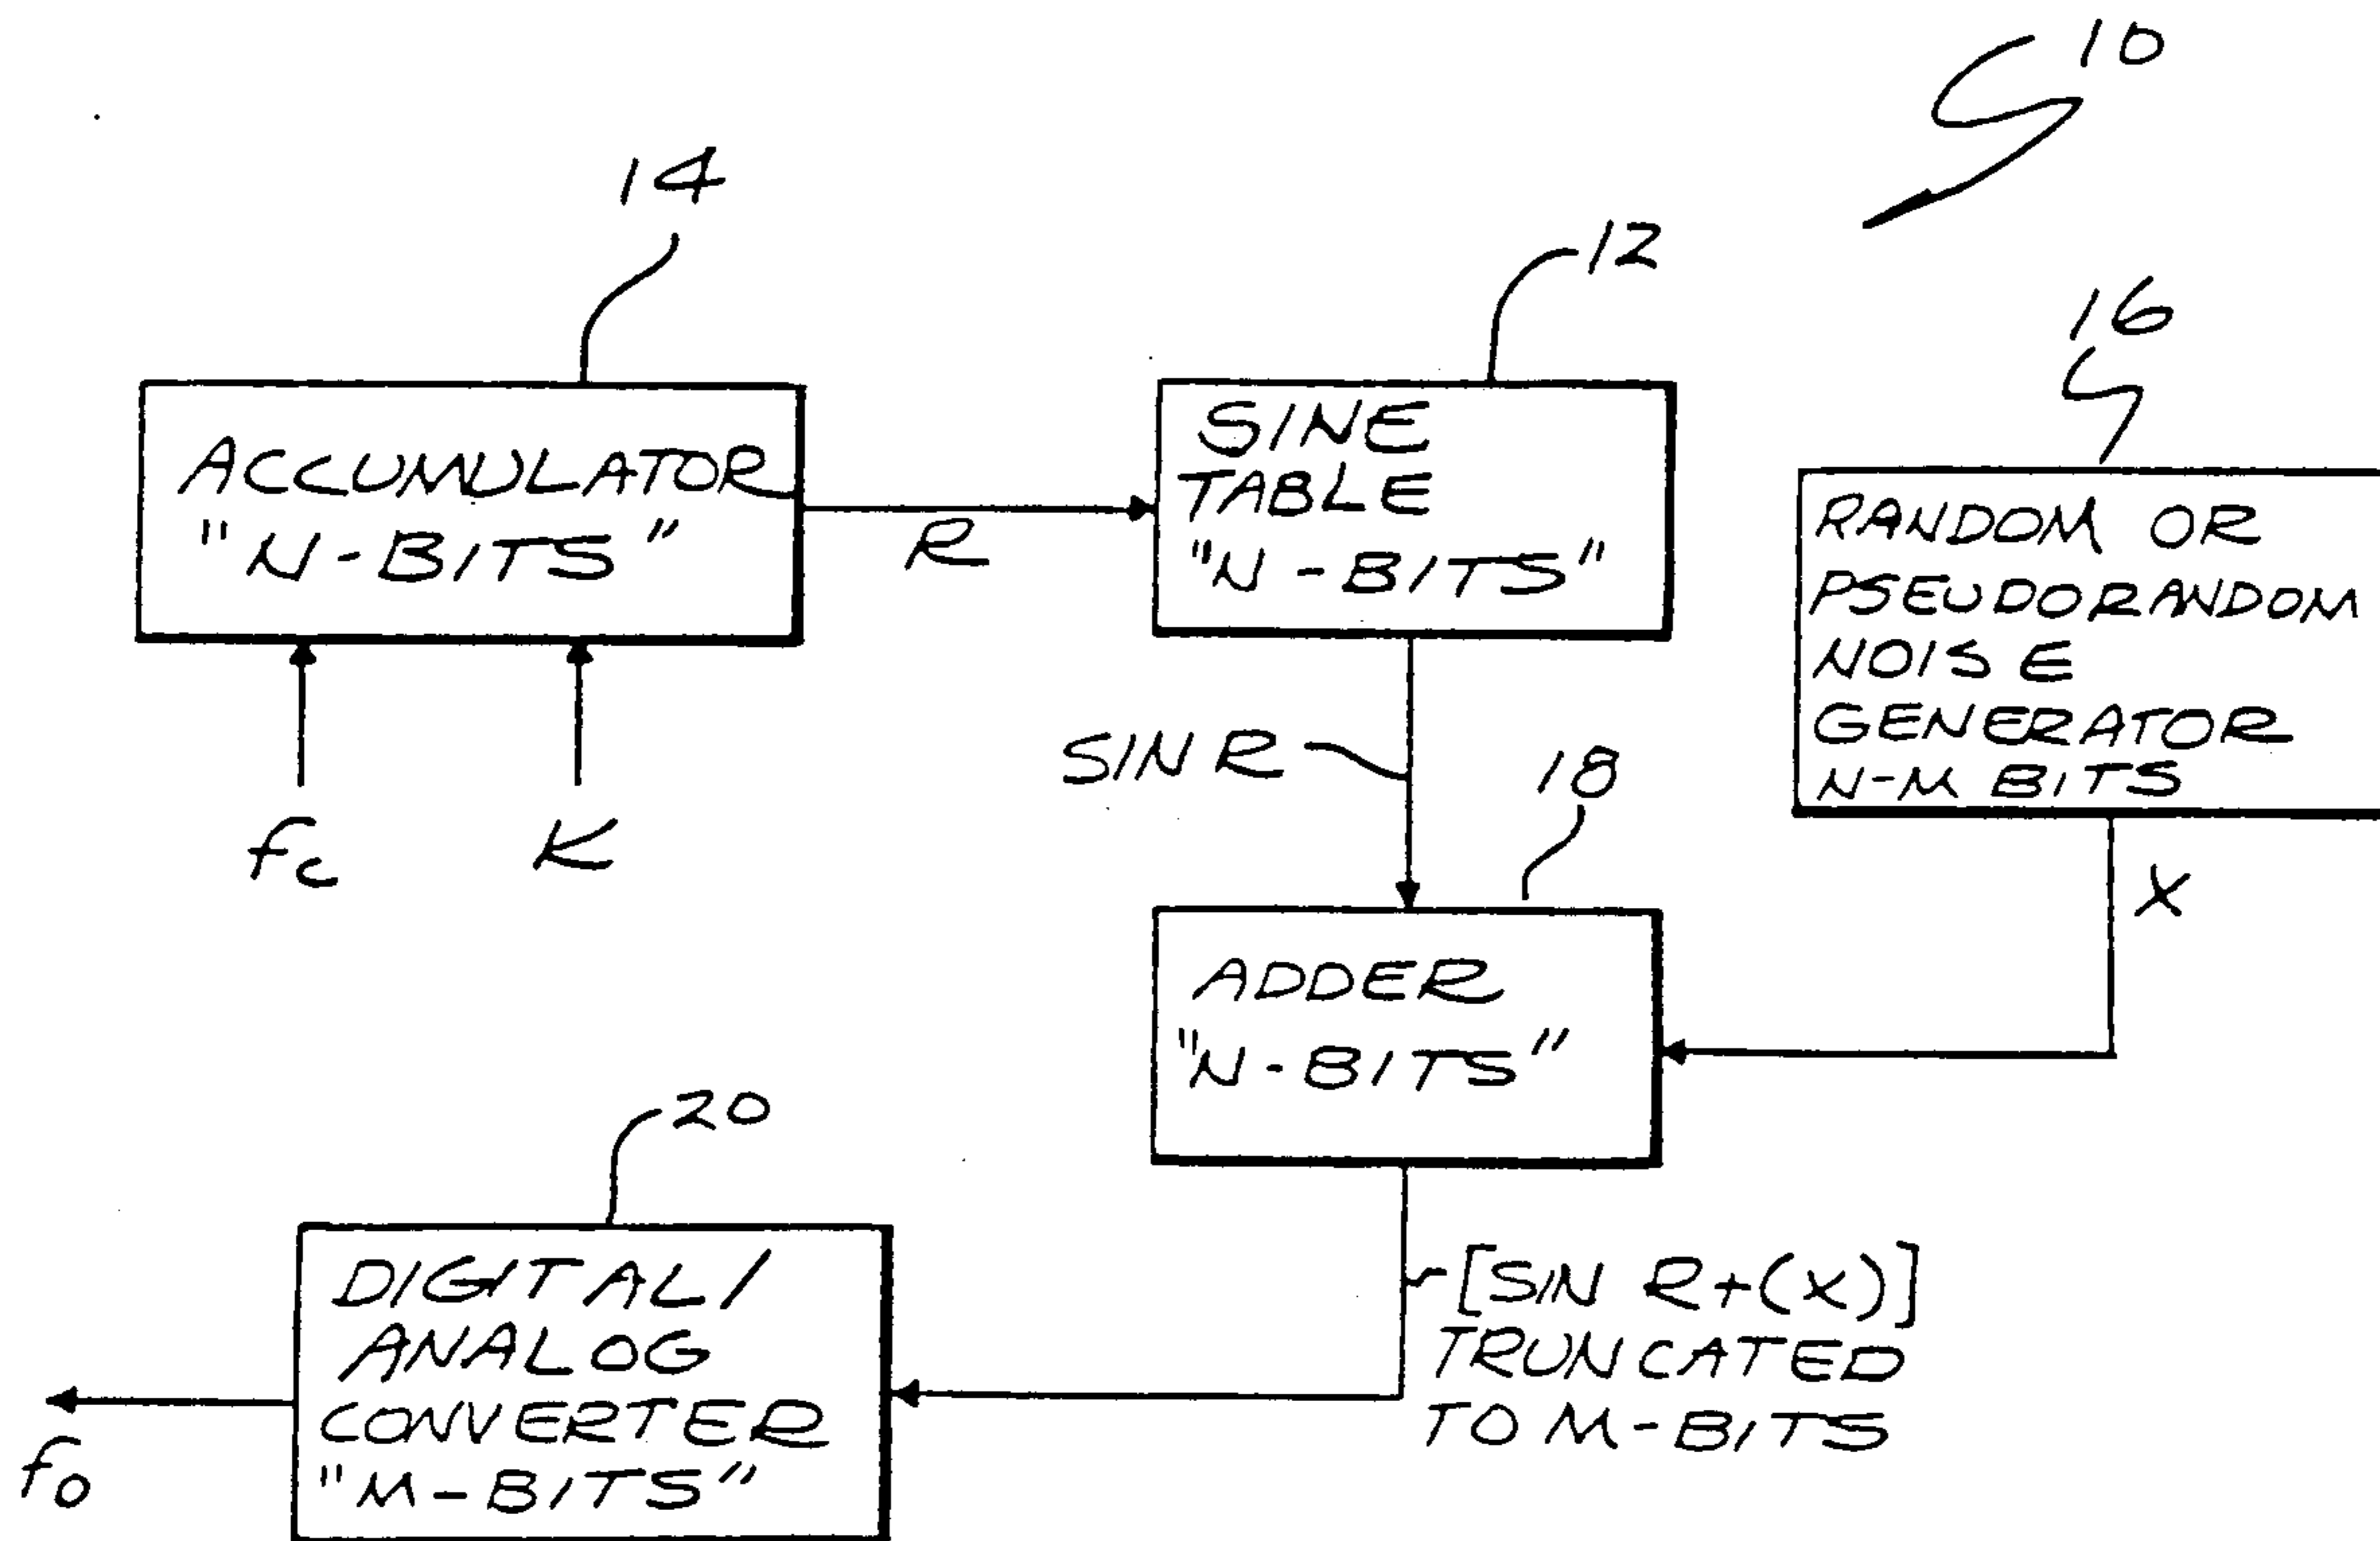 10
14
12
16
ACCUMULATOR
"N-BITS"
R
SINE
TABLE
"N-BITS"
RANDOM OR
PSEUDORANDOM
NOISE
GENERATOR
N-M BITS
fc
K
SIN R
18
X
ADDER
"N-BITS"
20
[SIN R+(X)]
TRUNCATED
TO M-BITS
DIGITAL/
ANALOG
CONVERTER
"M-BITS"
fo